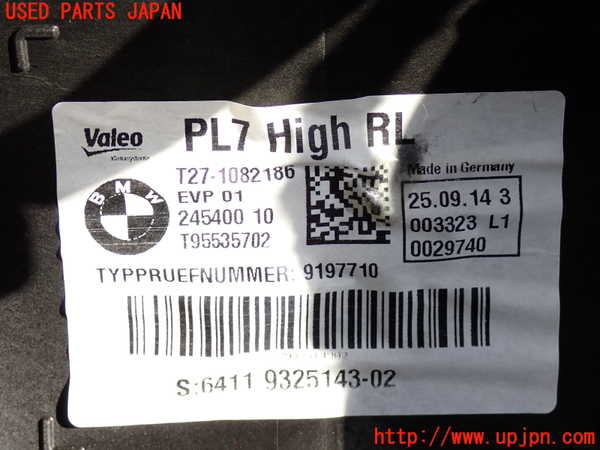 USED PARTS JAPAN
Valeo
PL7 High RL
T27-1082186
EVP 01
245400 10
T95535702
BMW
Made in Germany
25.09.14 3
003323 L1
0029740
TYPPRUEFNUMMER: 9197710
S:6411 9325143-02
http://www.upjpn.com/